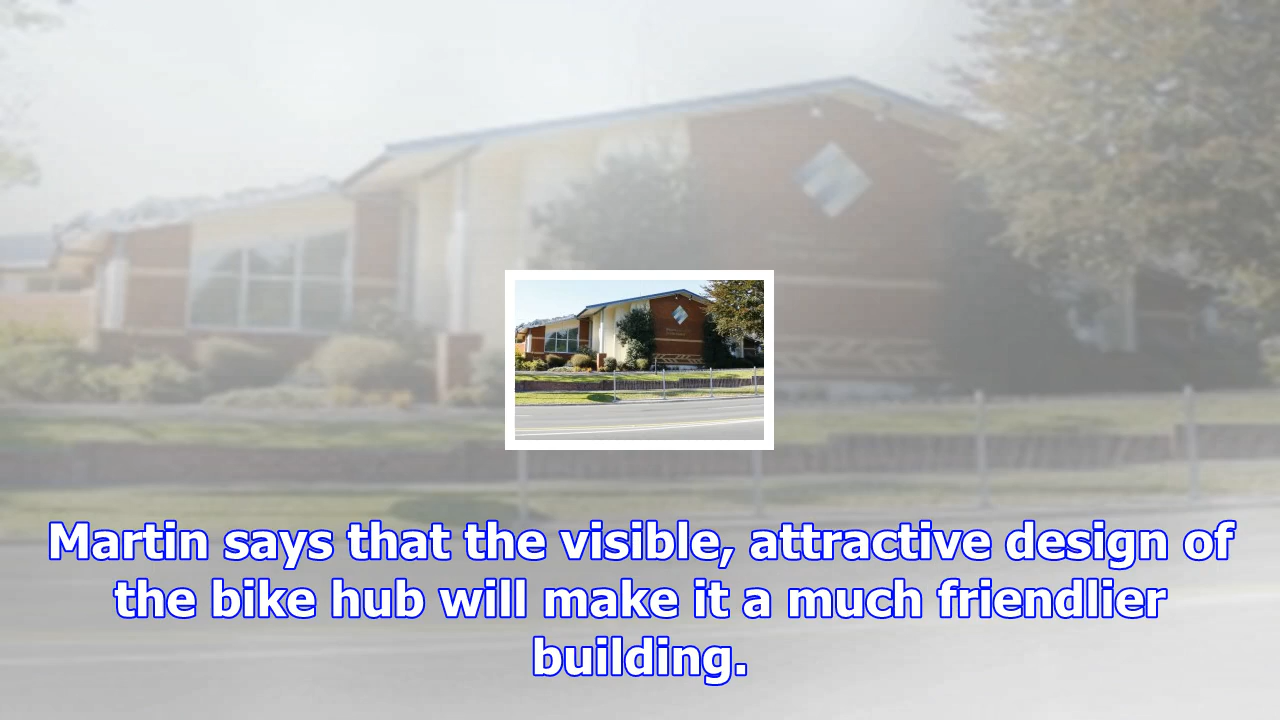 Martin says that the visible, attractive design of
the bike hub will make it a much friendlier
building.